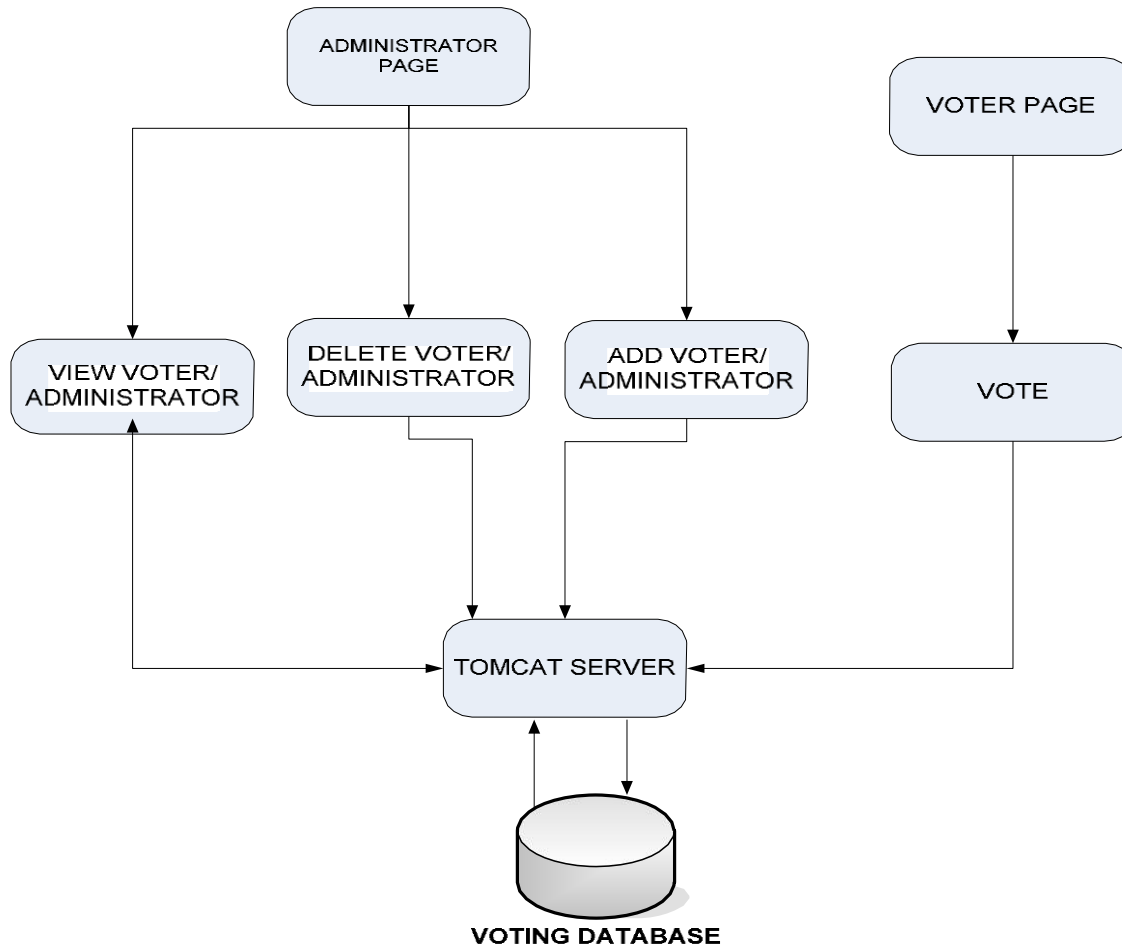 ADMINISTRATOR
PAGE
VOTER PAGE
VIEW VOTER/
ADMINISTRATOR
DELETE VOTER/
ADMINISTRATOR
ADD VOTER/
ADMINISTRATOR
VOTE
TOMCAT SERVER
VOTING DATABASE